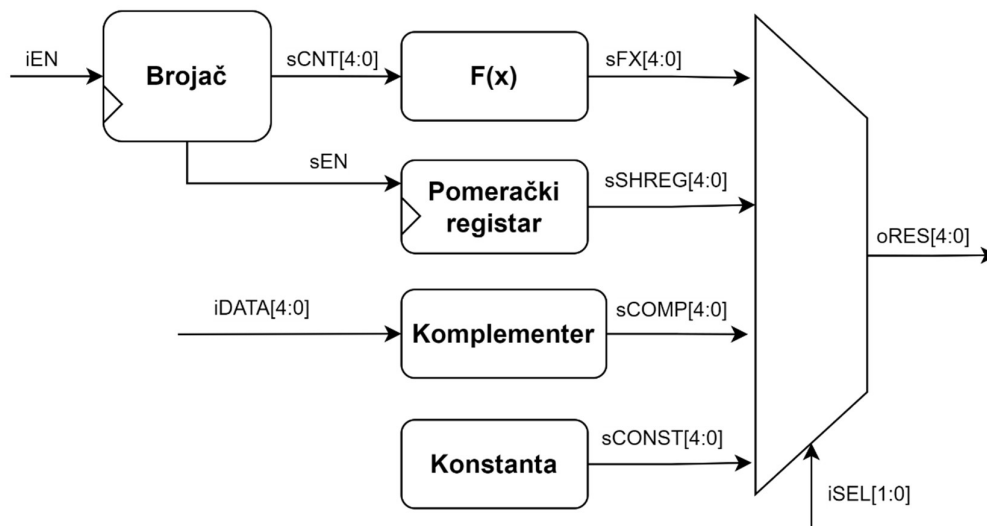 iEN
Brojač
sCNT[4:0]
F(x)
sFX[4:0]
sEN
Pomerački
registar
sSHREG[4:0]
oRES[4:0]
iDATA[4:0]
Komplementer
sCOMP[4:0]
Konstanta
sCONST[4:0]
iSEL[1:0]